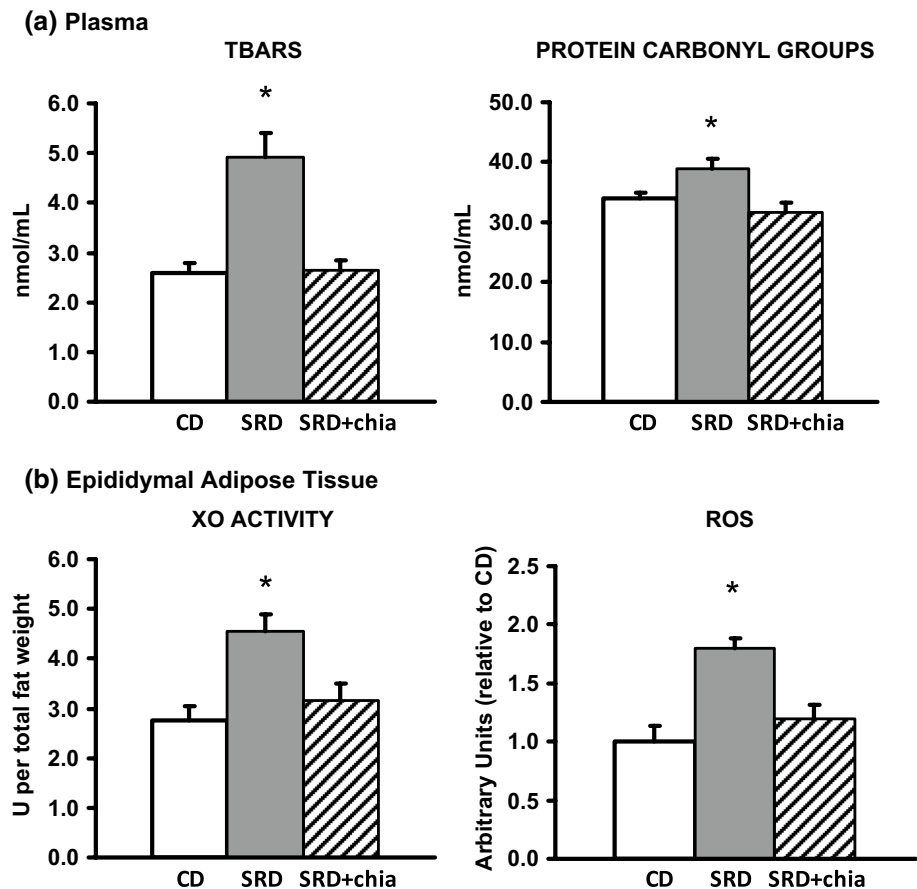 (a) Plasma
TBARS
nmol/mL
6.0
5.0
4.0
3.0
2.0
1.0
0.0
*
CD SRD SRD+chia
PROTEIN CARBONYL GROUPS
nmol/mL
50.0
40.0
30.0
20.0
10.0
0.0
*
CD SRD SRD+chia
(b) Epididymal Adipose Tissue
XO ACTIVITY
U per total fat weight
6.0
5.0
4.0
3.0
2.0
1.0
0.0
*
CD SRD SRD+chia
ROS
Arbitrary Units (relative to CD)
2.5
2.0
1.5
1.0
0.5
0.0
*
CD SRD SRD+chia